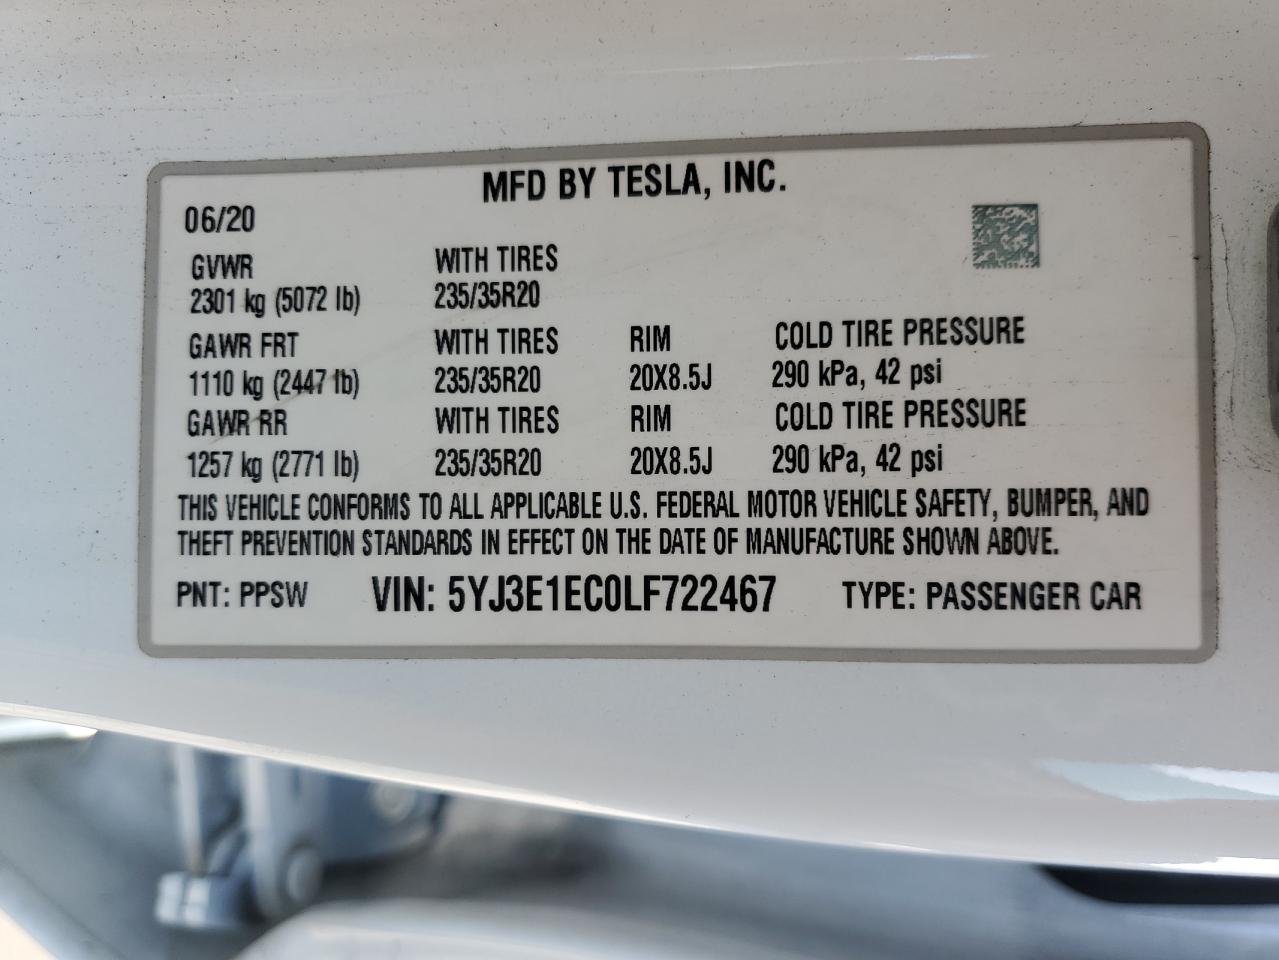 MFD BY TESLA, INC.
06/20
GVWR WITH TIRES
2301 kg (5072 lb) 235/35R20
GAWR FRT WITH TIRES RIM COLD TIRE PRESSURE
1110 kg (2447 lb) 235/35R20 20X8.5J 290 kPa, 42 psi
GAWR RR WITH TIRES RIM COLD TIRE PRESSURE
1257 kg (2771 lb) 235/35R20 20X8.5J 290 kPa, 42 psi
THIS VEHICLE CONFORMS TO ALL APPLICABLE U.S. FEDERAL MOTOR VEHICLE SAFETY, BUMPER, AND
THEFT PREVENTION STANDARDS IN EFFECT ON THE DATE OF MANUFACTURE SHOWN ABOVE.
PNT: PPSW VIN: 5YJ3E1EC0LF722467 TYPE: PASSENGER CAR